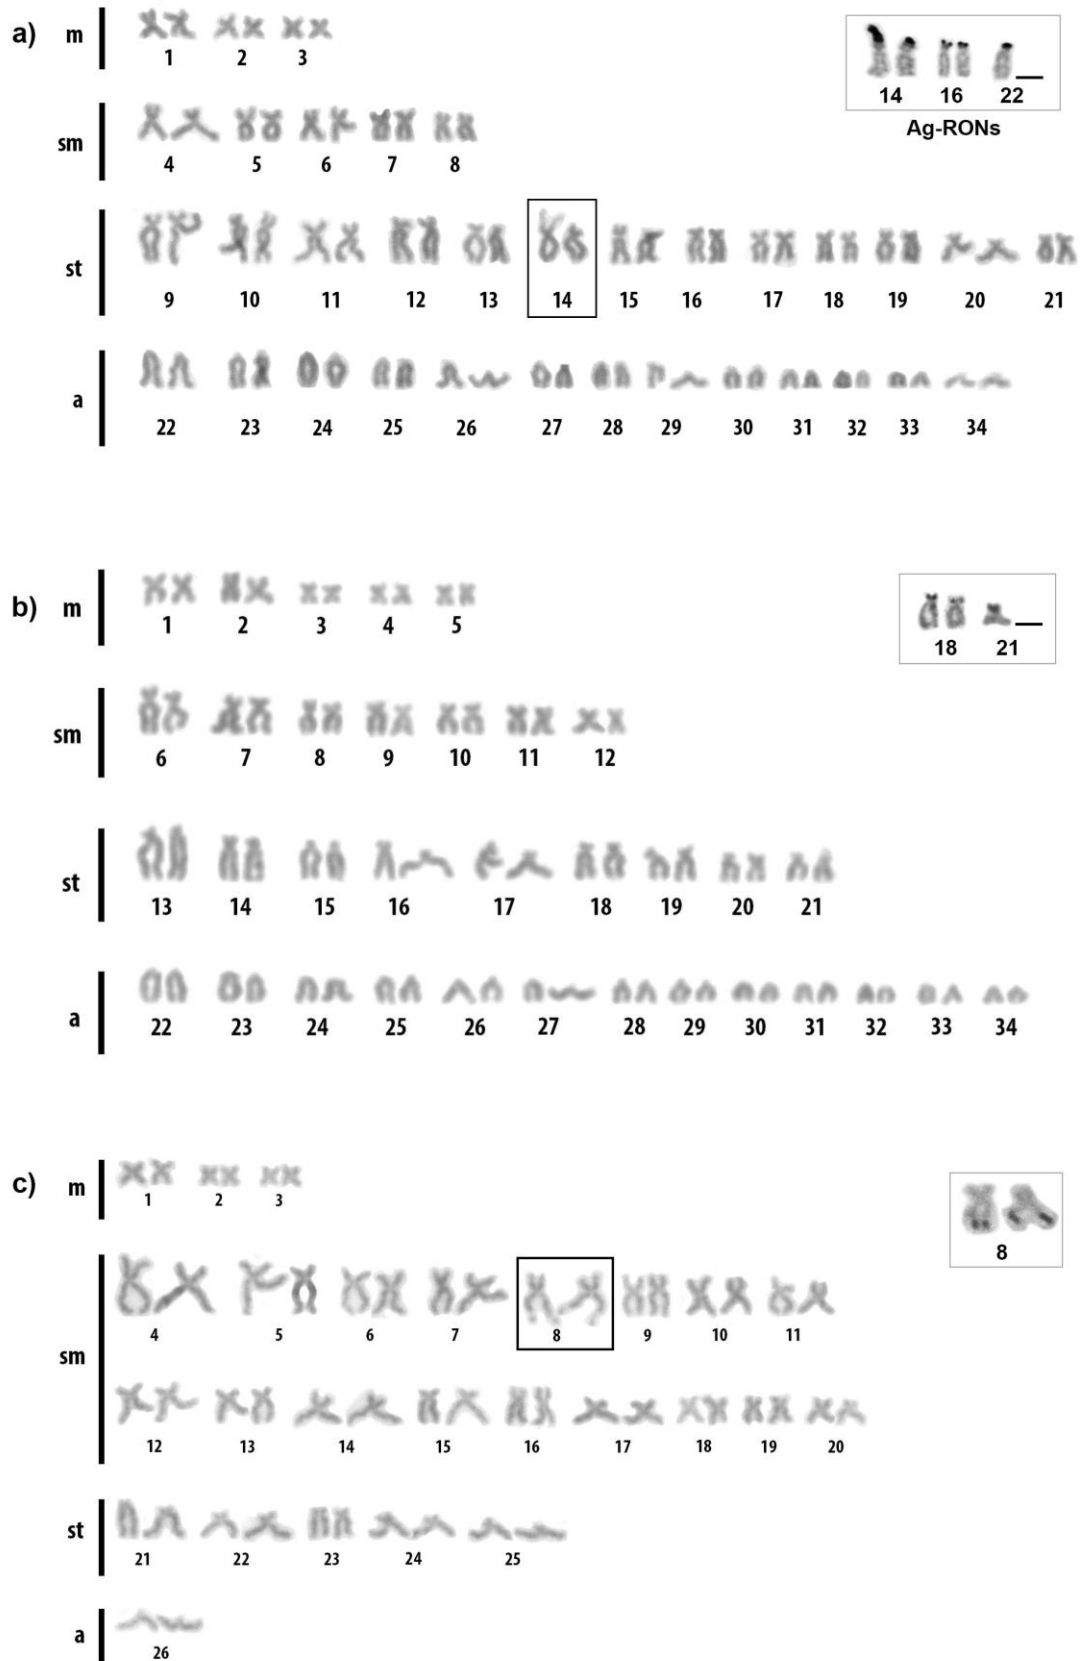 a) m
1 2 3
14 16 22
Ag-RONs
sm
4 5 6 7 8
st
9 10 11 12 13 14 15 16 17 18 19 20 21
a
22 23 24 25 26 27 28 29 30 31 32 33 34
b) m
1 2 3 4 5
18 21
sm
6 7 8 9 10 11 12
st
13 14 15 16 17 18 19 20 21
a
22 23 24 25 26 27 28 29 30 31 32 33 34
c) m
1 2 3
8
sm
4 5 6 7 8 9 10 11
12 13 14 15 16 17 18 19 20
st
21 22 23 24 25
a
26